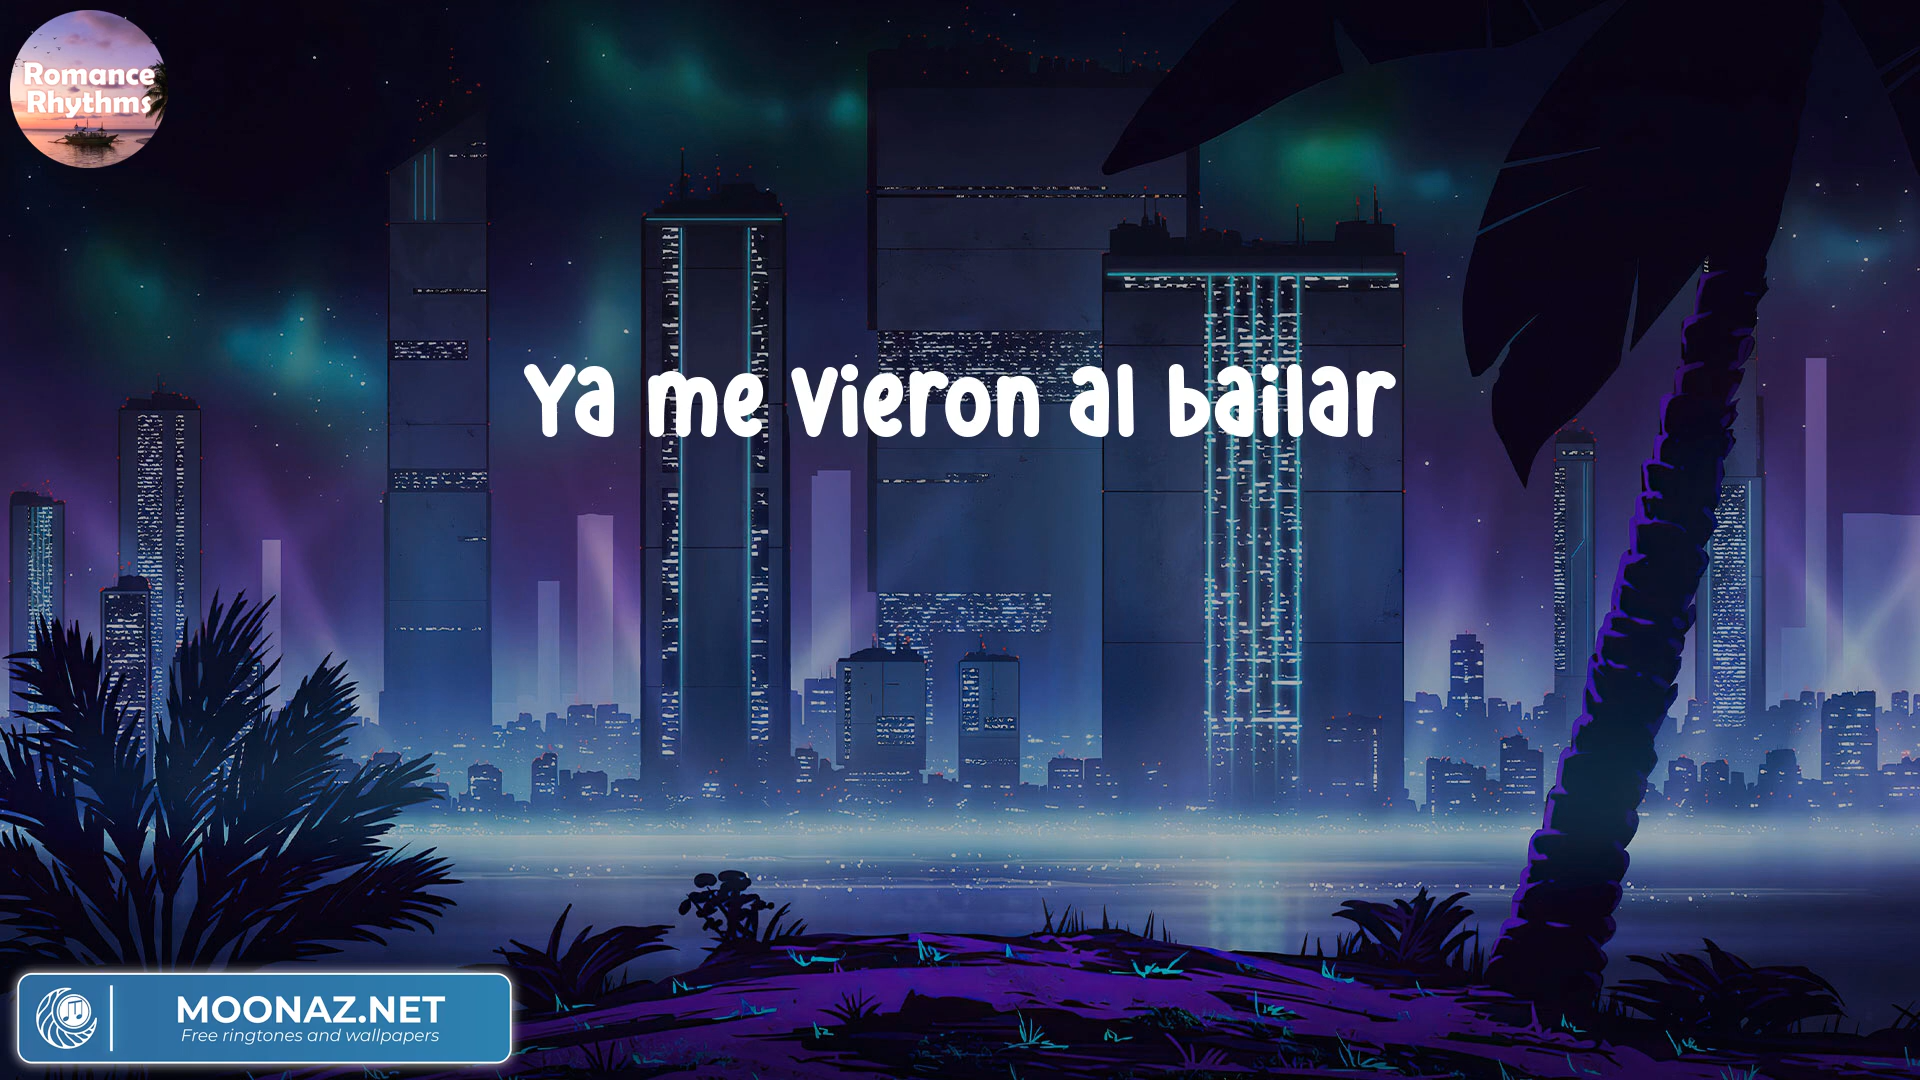 Romance
Rhythms
Ya me vieron al bailar
MOONAZ.NET
Free ringtones and wallpapers